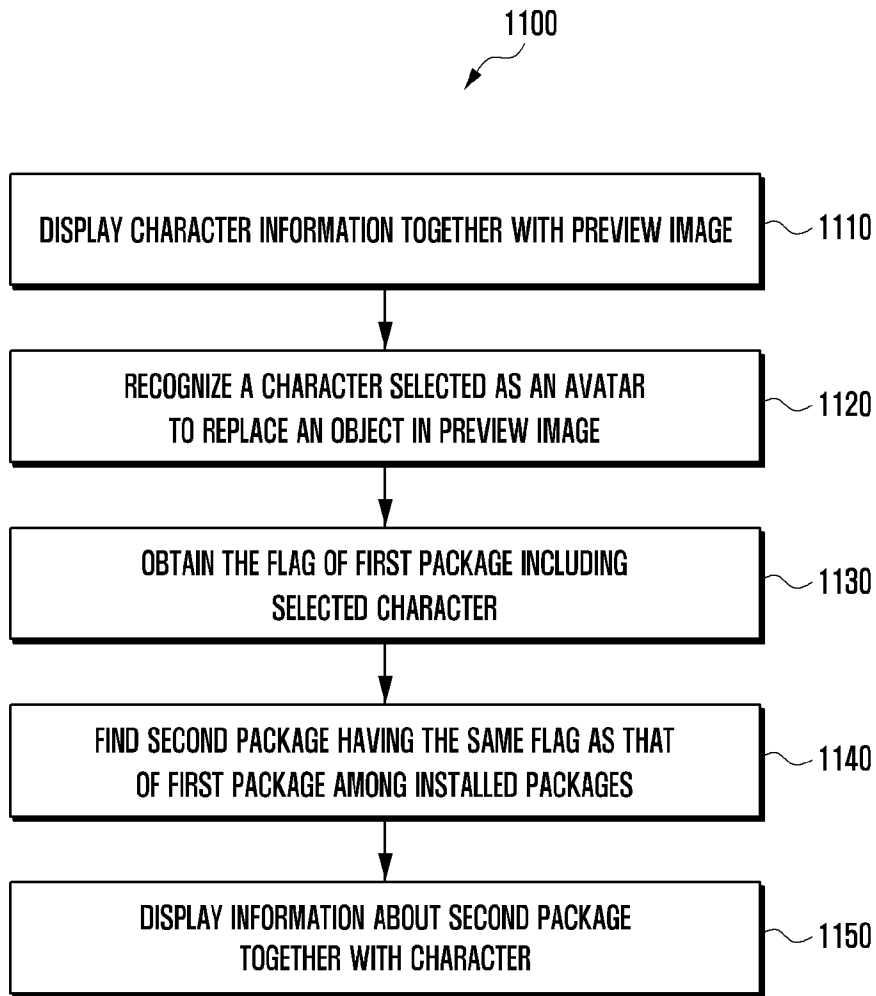 1100
DISPLAY CHARACTER INFORMATION TOGETHER WITH PREVIEW IMAGE
1110
RECOGNIZE A CHARACTER SELECTED AS AN AVATAR
TO REPLACE AN OBJECT IN PREVIEW IMAGE
1120
OBTAIN THE FLAG OF FIRST PACKAGE INCLUDING
SELECTED CHARACTER
1130
FIND SECOND PACKAGE HAVING THE SAME FLAG AS THAT
OF FIRST PACKAGE AMONG INSTALLED PACKAGES
1140
DISPLAY INFORMATION ABOUT SECOND PACKAGE
TOGETHER WITH CHARACTER
1150